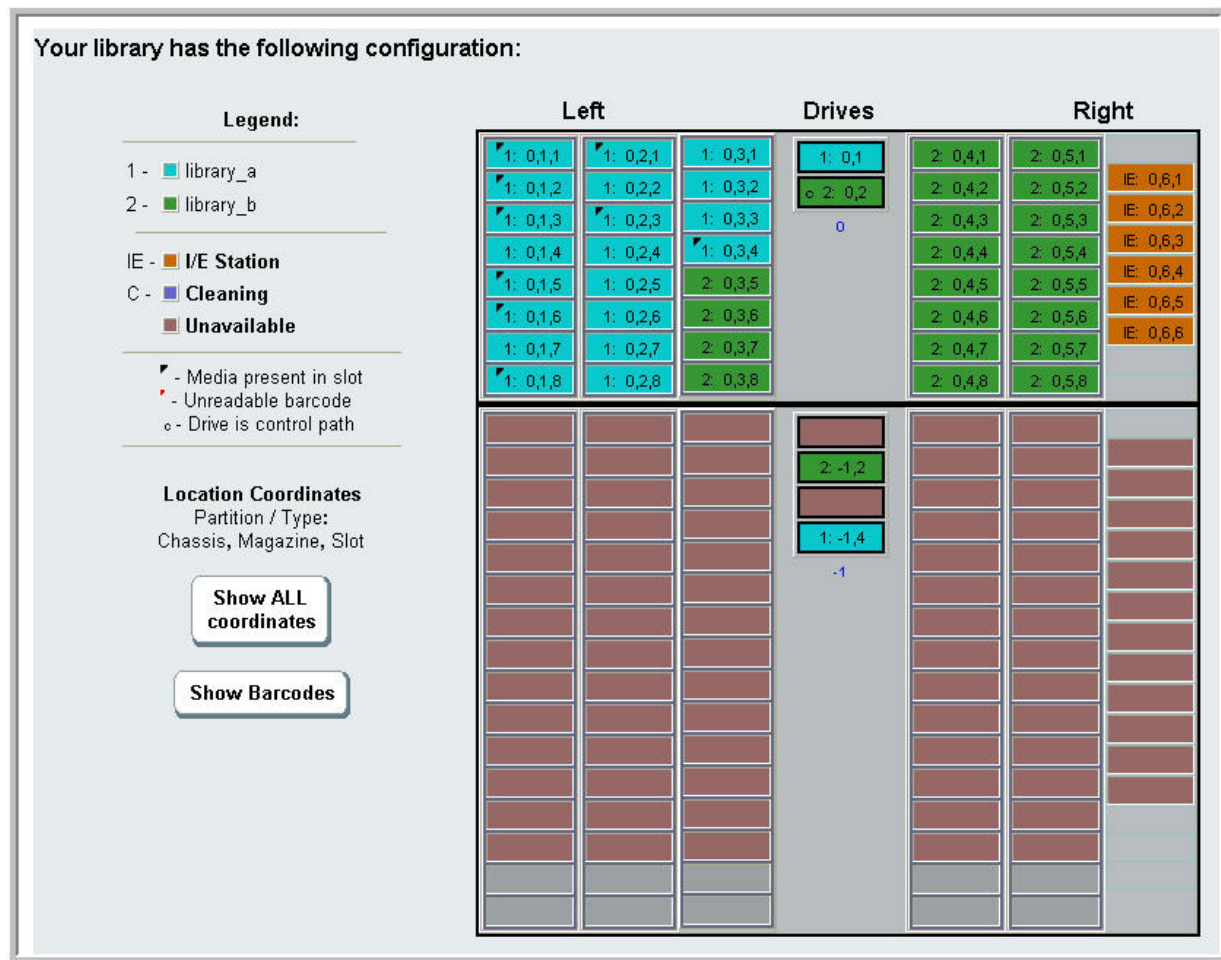 Your library has the following configuration:
Legend:
1 - library_a
2 - library_b
IE - I/E Station
C - Cleaning
Unavailable
- Media present in slot
- Unreadable barcode
c - Drive is control path
Location Coordinates
Partition / Type:
Chassis, Magazine, Slot
Show ALL
coordinates
Show Barcodes
Left Drives Right
1: 0,1,1 1: 0,2,1 1: 0,3,1 1: 0,1 2: 0,4,1 2: 0,5,1
1: 0,1,2 1: 0,2,2 1: 0,3,2 c 2: 0,2 2: 0,4,2 2: 0,5,2 IE: 0,6,1
1: 0,1,3 1: 0,2,3 1: 0,3,3 0 2: 0,4,3 2: 0,5,3 IE: 0,6,2
1: 0,1,4 1: 0,2,4 1: 0,3,4 2: 0,4,4 2: 0,5,4 IE: 0,6,3
1: 0,1,5 1: 0,2,5 2: 0,3,5 2: 0,4,5 2: 0,5,5 IE: 0,6,4
1: 0,1,6 1: 0,2,6 2: 0,3,6 2: 0,4,6 2: 0,5,6 IE: 0,6,5
1: 0,1,7 1: 0,2,7 2: 0,3,7 2: 0,4,7 2: 0,5,7 IE: 0,6,6
1: 0,1,8 1: 0,2,8 2: 0,3,8 2: 0,4,8 2: 0,5,8
2: -1,2
1: -1,4
-1